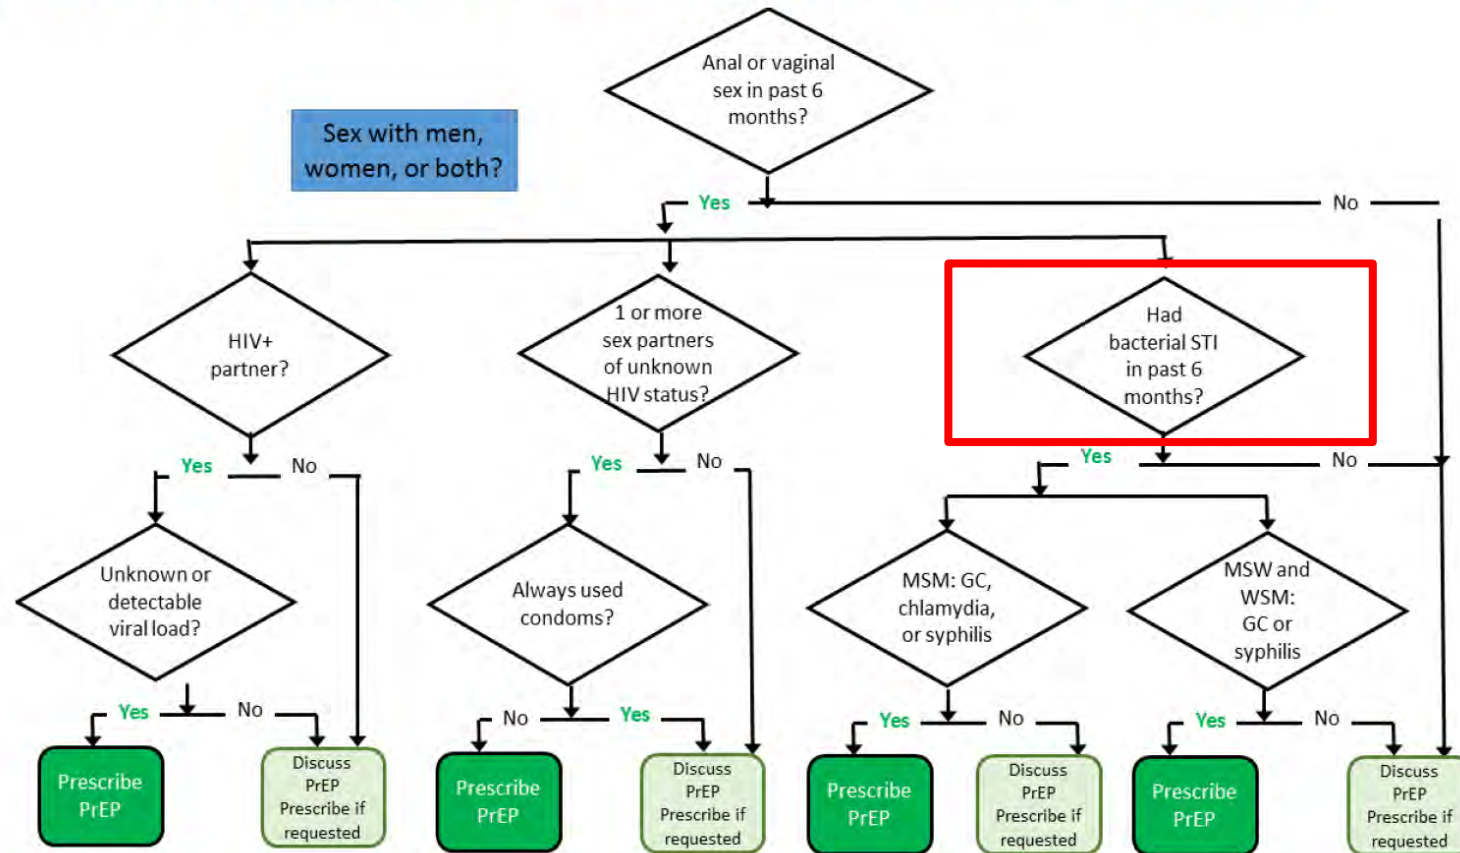 Anal or vaginal
sex in past 6
months?
Sex with men,
women, or both?
Yes
No
HIV+
partner?
1 or more
sex partners
of unknown
HIV status?
Had
bacterial STI
in past 6
months?
Yes
No
Yes
No
Yes
No
Unknown or
detectable
viral load?
Always used
condoms?
MSM: GC,
chlamydia,
or syphilis
MSW and
WSM:
GC or
syphilis
Yes
No
No
Yes
Yes
No
Yes
No
Prescribe
PrEP
Discuss
PrEP
Prescribe if
requested
Prescribe
PrEP
Discuss
PrEP
Prescribe if
requested
Prescribe
PrEP
Discuss
PrEP
Prescribe if
requested
Prescribe
PrEP
Discuss
PrEP
Prescribe if
requested